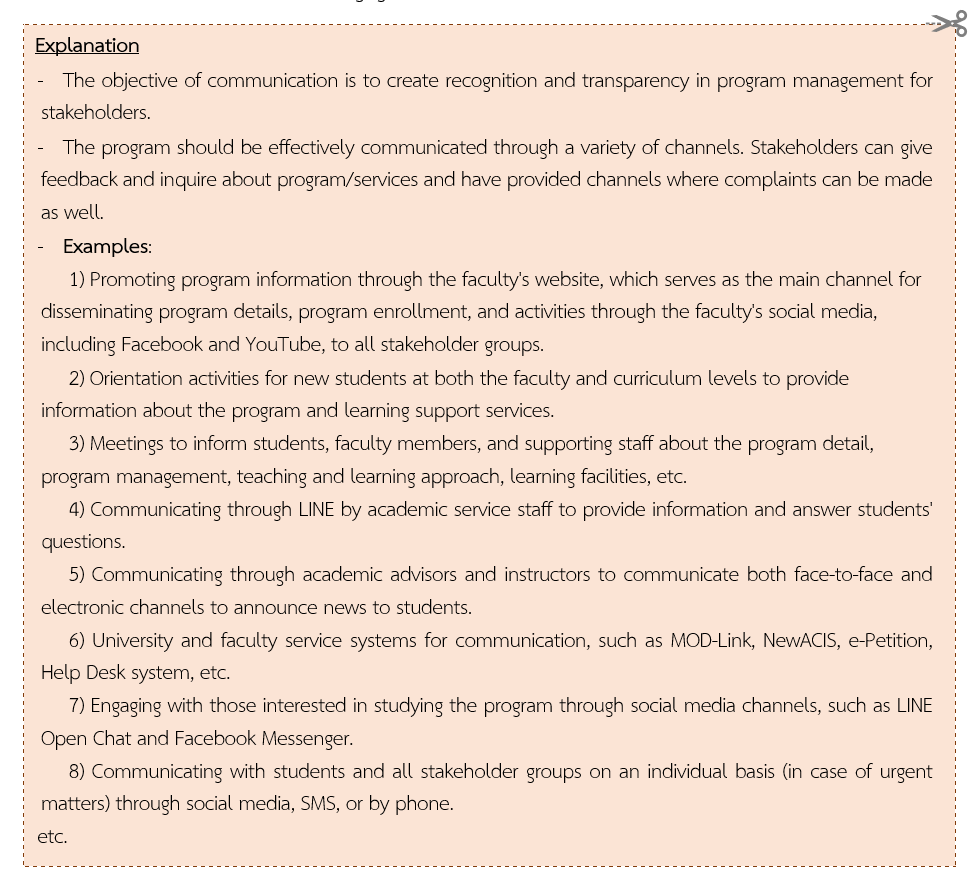 Explanation
- The objective of communication is to create recognition and transparency in program management for
stakeholders.
- The program should be effectively communicated through a variety of channels. Stakeholders can give
feedback and inquire about program/services and have provided channels where complaints can be made
as well.
- Examples:
1) Promoting program information through the faculty's website, which serves as the main channel for
disseminating program details, program enrollment, and activities through the faculty's social media,
including Facebook and YouTube, to all stakeholder groups.
2) Orientation activities for new students at both the faculty and curriculum levels to provide
information about the program and learning support services.
3) Meetings to inform students, faculty members, and supporting staff about the program detail,
program management, teaching and learning approach, learning facilities, etc.
4) Communicating through LINE by academic service staff to provide information and answer students'
questions.
5) Communicating through academic advisors and instructors to communicate both face-to-face and
electronic channels to announce news to students.
6) University and faculty service systems for communication, such as MOD-Link, NewACIS, e-Petition,
Help Desk system, etc.
7) Engaging with those interested in studying the program through social media channels, such as LINE
Open Chat and Facebook Messenger.
8) Communicating with students and all stakeholder groups on an individual basis (in case of urgent
matters) through social media, SMS, or by phone.
etc.